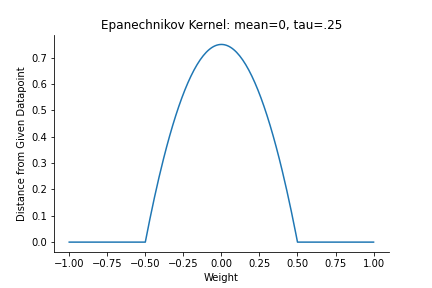 Epanechnikov Kernel: mean=0, tau=.25
Distance from Given Datapoint
0.7
0.6
0.5
0.4
0.3
0.2
0.1
0.0
−1.00 −0.75 −0.50 −0.25 0.00 0.25 0.50 0.75 1.00
Weight